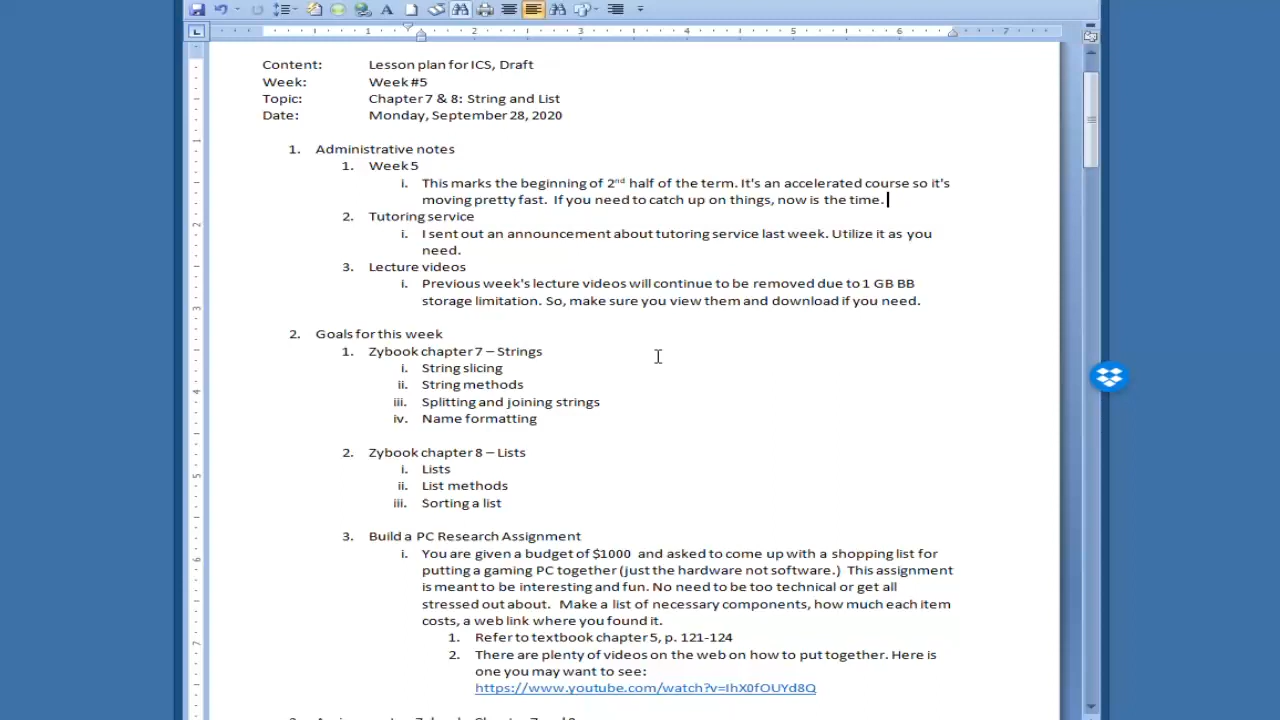 Content: Lesson plan for ICS, Draft
Week: Week #5
Topic: Chapter 7 & 8: String and List
Date: Monday, September 28, 2020
1. Administrative notes
1. Week 5
i. This marks the beginning of 2nd half of the term. It's an accelerated course so it's
moving pretty fast. If you need to catch up on things, now is the time.
2. Tutoring service
i. I sent out an announcement about tutoring service last week. Utilize it as you
need.
3. Lecture videos
i. Previous week's lecture videos will continue to be removed due to 1 GB BB
storage limitation. So, make sure you view them and download if you need.
2. Goals for this week
1. Zybook chapter 7 – Strings
i. String slicing
ii. String methods
iii. Splitting and joining strings
iv. Name formatting
2. Zybook chapter 8 – Lists
i. Lists
ii. List methods
iii. Sorting a list
3. Build a PC Research Assignment
i. You are given a budget of $1000 and asked to come up with a shopping list for
putting a gaming PC together (just the hardware not software.) This assignment
is meant to be interesting and fun. No need to be too technical or get all
stressed out about. Make a list of necessary components, how much each item
costs, a web link where you found it.
1. Refer to textbook chapter 5, p. 121-124
2. There are plenty of videos on the web on how to put together. Here is
one you may want to see:
https://www.youtube.com/watch?v=IhX0fOUYd8Q